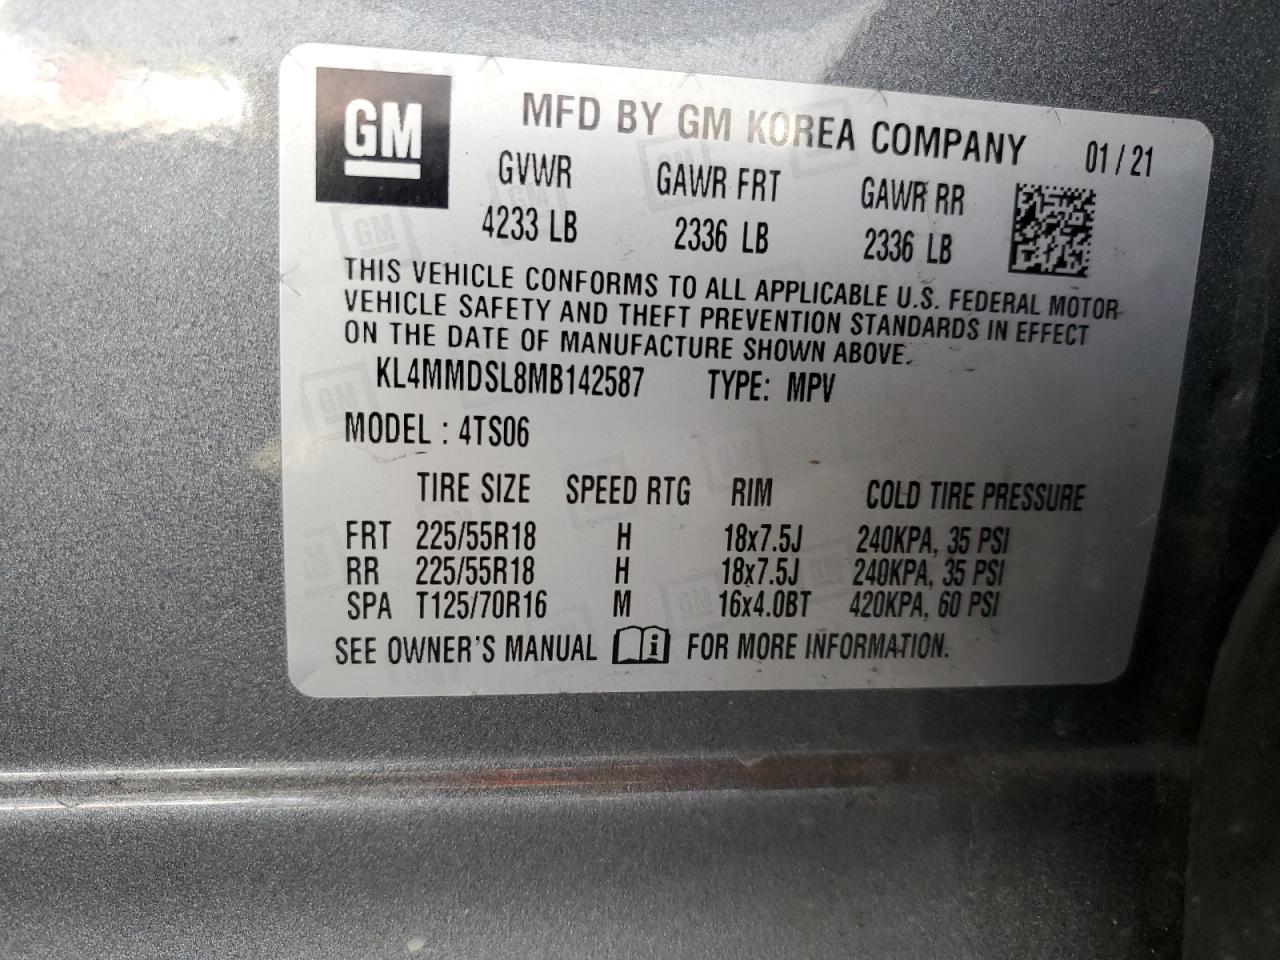 GM
MFD BY GM KOREA COMPANY 01 / 21
GVWR GAWR FRT GAWR RR
4233 LB 2336 LB 2336 LB
THIS VEHICLE CONFORMS TO ALL APPLICABLE U.S. FEDERAL MOTOR
VEHICLE SAFETY AND THEFT PREVENTION STANDARDS IN EFFECT
ON THE DATE OF MANUFACTURE SHOWN ABOVE.
KL4MMDSL8MB142587 TYPE: MPV
MODEL : 4TS06
TIRE SIZE SPEED RTG RIM COLD TIRE PRESSURE
FRT 225/55R18 H 18x7.5J 240KPA, 35 PSI
RR 225/55R18 H 18x7.5J 240KPA, 35 PSI
SPA T125/70R16 M 16x4.0BT 420KPA, 60 PSI
SEE OWNER'S MANUAL i FOR MORE INFORMATION.